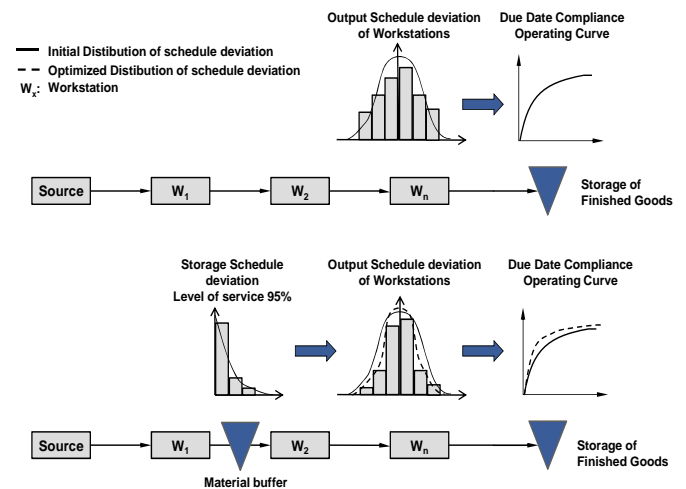 Output Schedule deviation
of Workstations
Due Date Compliance
Operating Curve
Initial Distibution of schedule deviation
Optimized Distibution of schedule deviation
Wx: Workstation
Source
W1
W2
Wn
Storage of
Finished Goods
Storage Schedule
deviation
Level of service 95%
Output Schedule deviation
of Workstations
Due Date Compliance
Operating Curve
Source
W1
W2
Wn
Storage of
Finished Goods
Material buffer